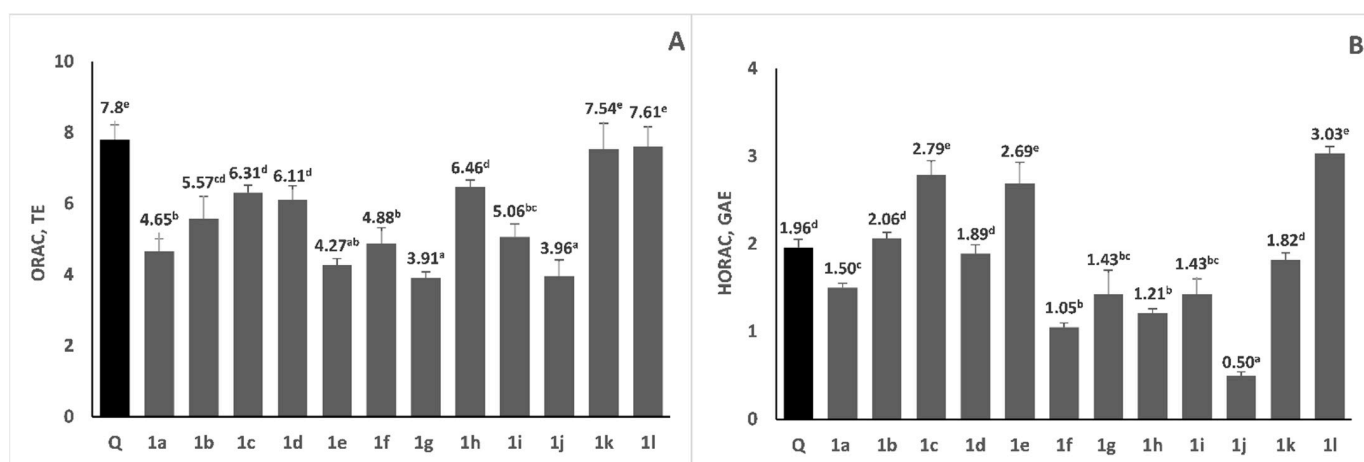 A
ORAC, TE
10
8
6
4
2
0
7.8ᵉ
4.65ᵇ
5.57ᶜᵈ
6.31ᵈ
6.11ᵈ
4.27ᵃᵇ
4.88ᵇ
3.91ᵃ
6.46ᵈ
5.06ᵇᶜ
3.96ᵃ
7.54ᵉ
7.61ᵉ
Q 1a 1b 1c 1d 1e 1f 1g 1h 1i 1j 1k 1l
B
HORAC, GAE
4
3
2
1
0
1.96ᵈ
1.50ᶜ
2.06ᵈ
2.79ᵉ
1.89ᵈ
2.69ᵉ
1.05ᵇ
1.43ᵇᶜ
1.21ᵇ
1.43ᵇᶜ
0.50ᵃ
1.82ᵈ
3.03ᵉ
Q 1a 1b 1c 1d 1e 1f 1g 1h 1i 1j 1k 1l